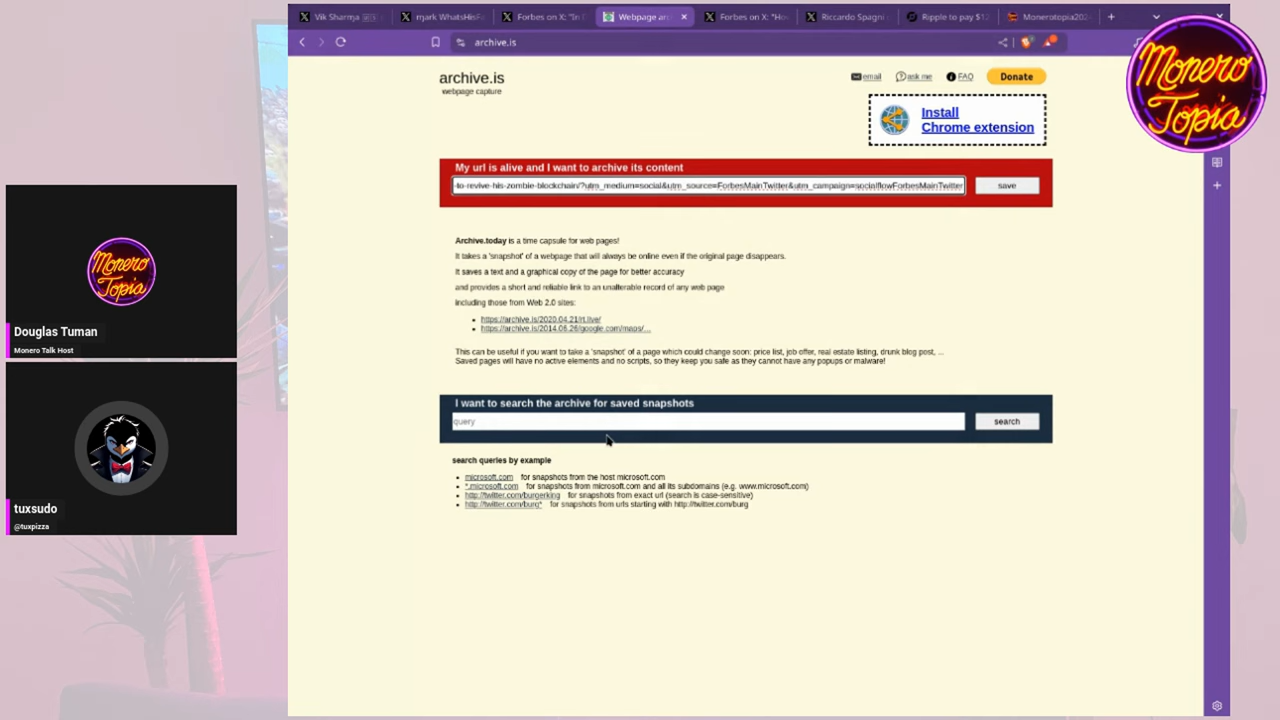 Vik Sharma
mark WhatsHisFa
Forbes on X: "In
Webpage ar
Forbes on X: "Ho
Riccardo Spagni
Ripple to pay $1
Monerotopia202
archive.is
archive.is
webpage capture
email
ask me
FAQ
Donate
Install
Chrome extension
Monero
Topia
My url is alive and I want to archive its content
-to-revive-his-zombie-blockchain/?utm_medium=social&utm_source=ForbesMainTwitter&utm_campaign=socialflowForbesMainTwitter
save
Archive.today is a time capsule for web pages!
It takes a 'snapshot' of a webpage that will always be online even if the original page disappears.
It saves a text and a graphical copy of the page for better accuracy
and provides a short and reliable link to an unalterable record of any web page
including those from Web 2.0 sites:
https://archive.is/2020.04.21/rt.live/
https://archive.is/2014.06.26/google.com/maps/...
This can be useful if you want to take a 'snapshot' of a page which could change soon: price list, job offer, real estate listing, drunk blog post, ...
Saved pages will have no active elements and no scripts, so they keep you safe as they cannot have any popups or malware!
I want to search the archive for saved snapshots
query
search
search queries by example
microsoft.com for snapshots from the host microsoft.com
*.microsoft.com for snapshots from microsoft.com and all its subdomains (e.g. www.microsoft.com)
http://twitter.com/burgerking for snapshots from exact url (search is case-sensitive)
http://twitter.com/burg* for snapshots from urls starting with http://twitter.com/burg
Monero
Topia
Douglas Tuman
Monero Talk Host
tuxsudo
@tuxpizza